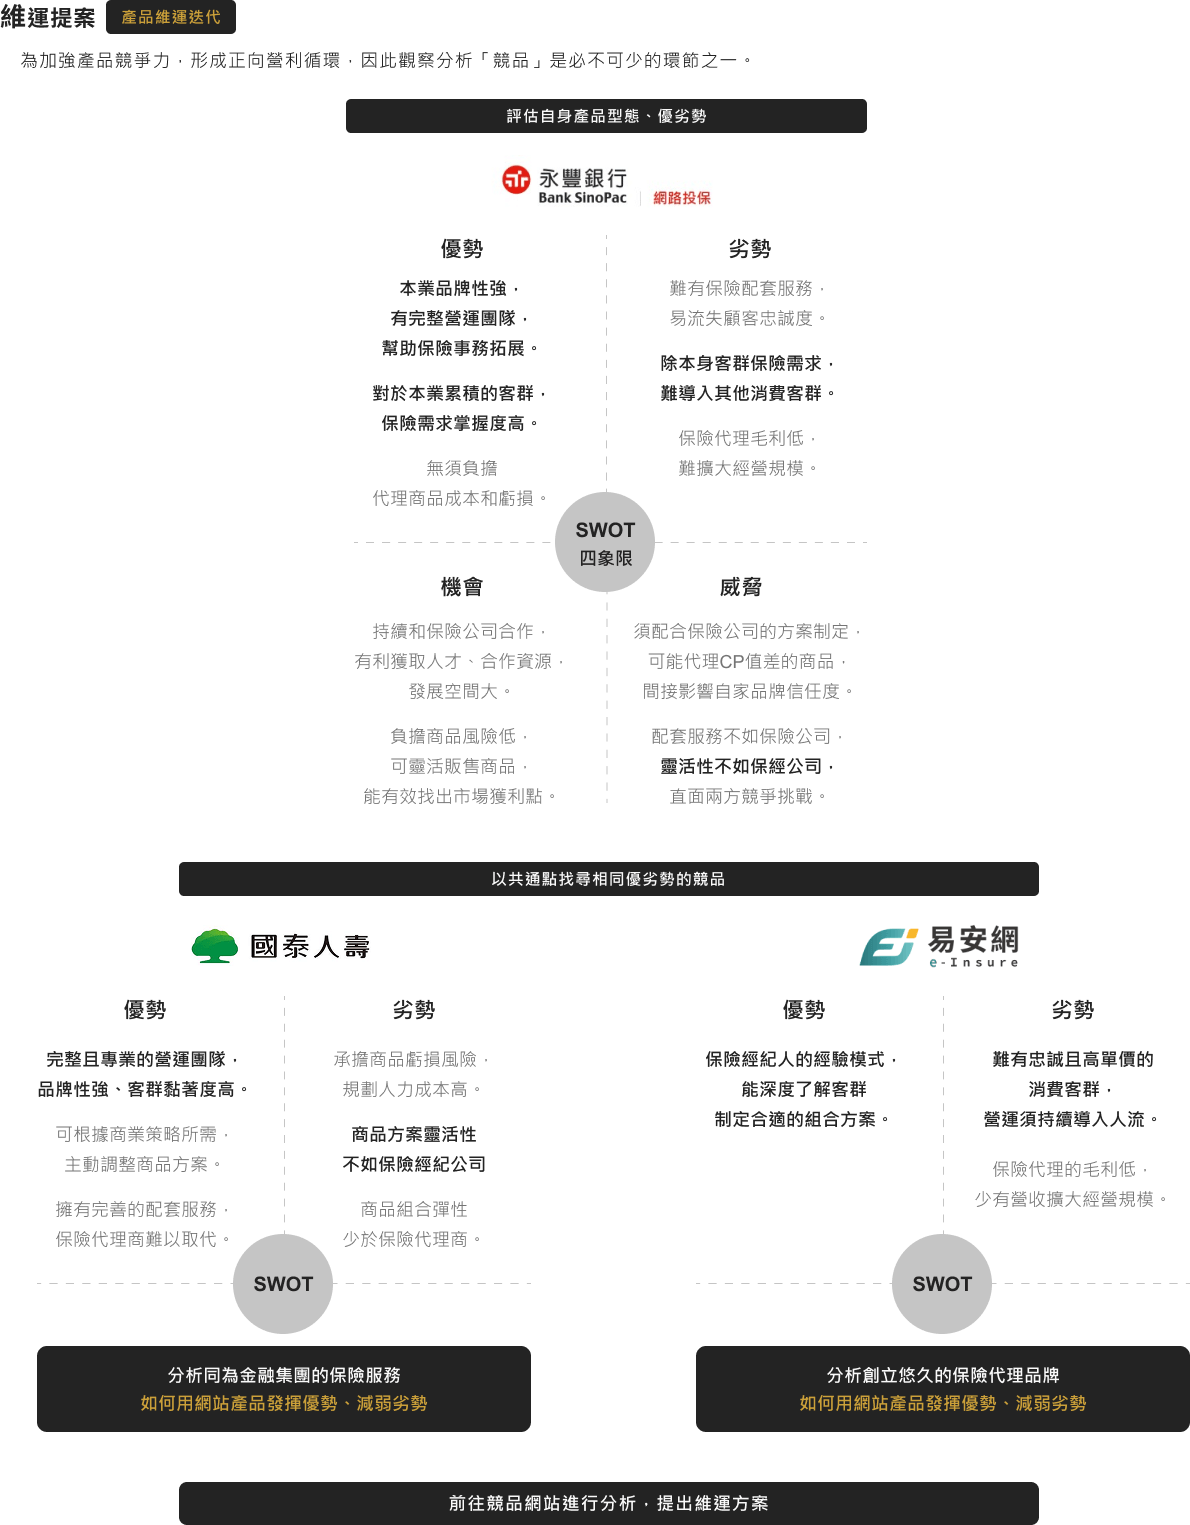 維運提案
產品維運迭代
為加強產品競爭力，形成正向營利循環，因此觀察分析「競品」是必不可少的環節之一。
評估自身產品型態、優劣勢
永豐銀行
Bank SinoPac
網路投保
優勢
本業品牌性強，
有完整營運團隊，
幫助保險事務拓展。
對於本業累積的客群，
保險需求掌握度高。
無須負擔
代理商品成本和虧損。
劣勢
難有保險配套服務，
易流失顧客忠誠度。
除本身客群保險需求，
難導入其他消費客群。
保險代理毛利低，
難擴大經營規模。
SWOT
四象限
機會
持續和保險公司合作，
有利獲取人才、合作資源，
發展空間大。
負擔商品風險低，
可靈活販售商品，
能有效找出市場獲利點。
威脅
須配合保險公司的方案制定，
可能代理CP值差的商品，
間接影響自家品牌信任度。
配套服務不如保險公司，
靈活性不如保經公司，
直面兩方競爭挑戰。
以共通點找尋相同優劣勢的競品
國泰人壽
優勢
完整且專業的營運團隊，
品牌性強、客群黏著度高。
可根據商業策略所需，
主動調整商品方案。
擁有完善的配套服務，
保險代理商難以取代。
劣勢
承擔商品虧損風險，
規劃人力成本高。
商品方案靈活性
不如保險經紀公司
商品組合彈性
少於保險代理商。
SWOT
分析同為金融集團的保險服務
如何用網站產品發揮優勢、減弱劣勢
易安網
e-Insure
優勢
保險經紀人的經驗模式，
能深度了解客群
制定合適的組合方案。
劣勢
難有忠誠且高單價的
消費客群，
營運須持續導入人流。
保險代理的毛利低，
少有營收擴大經營規模。
SWOT
分析創立悠久的保險代理品牌
如何用網站產品發揮優勢、減弱劣勢
前往競品網站進行分析，提出維運方案